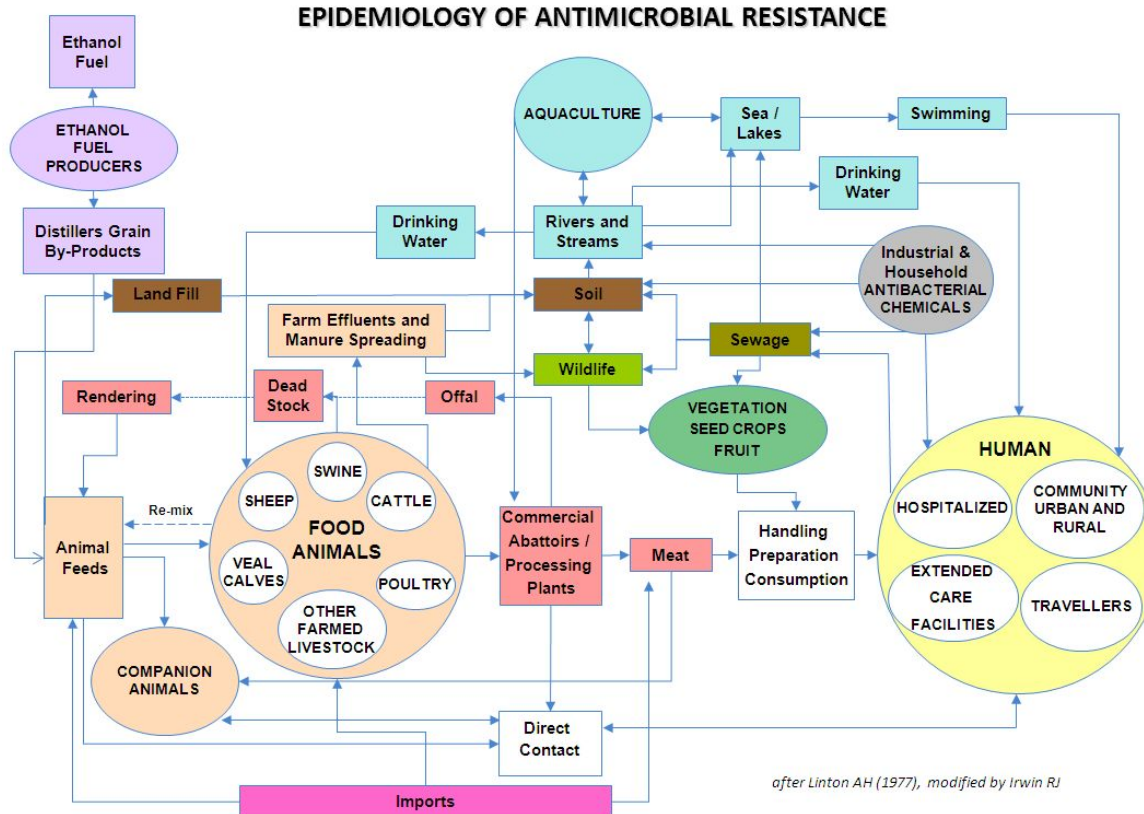 EPIDEMIOLOGY OF ANTIMICROBIAL RESISTANCE
Ethanol
Fuel
ETHANOL
FUEL
PRODUCERS
Distillers Grain
By-Products
AQUACULTURE
Sea /
Lakes
Swimming
Drinking
Water
Drinking
Water
Rivers and
Streams
Industrial &
Household
ANTIBACTERIAL
CHEMICALS
Land Fill
Soil
Farm Effluents and
Manure Spreading
Sewage
Wildlife
Rendering
Dead
Stock
Offal
VEGETATION
SEED CROPS
FRUIT
HUMAN
HOSPITALIZED
COMMUNITY
URBAN AND
RURAL
EXTENDED
CARE
FACILITIES
TRAVELLERS
SWINE
SHEEP
CATTLE
FOOD
ANIMALS
VEAL
CALVES
POULTRY
OTHER
FARMED
LIVESTOCK
Re-mix
Animal
Feeds
Commercial
Abattoirs /
Processing
Plants
Meat
Handling
Preparation
Consumption
COMPANION
ANIMALS
Direct
Contact
Imports
after Linton AH (1977), modified by Irwin RJ